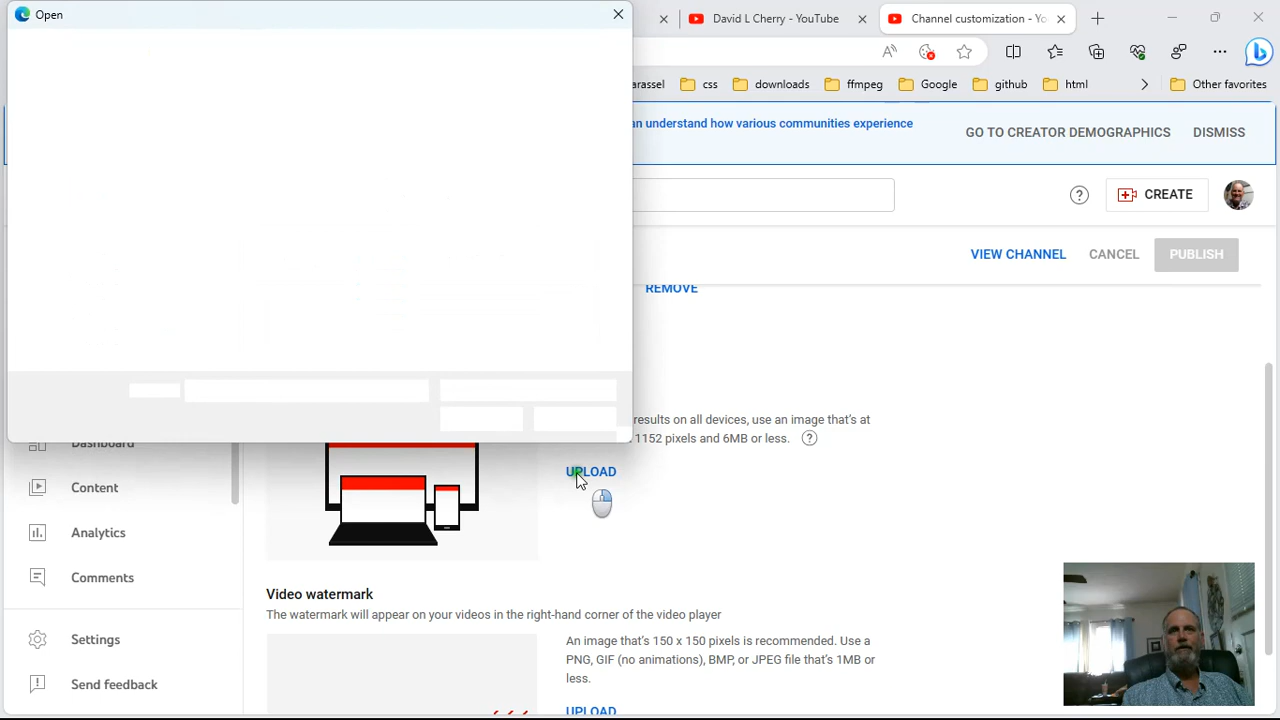 Open
David L Cherry - YouTube
Channel customization - Yo
arassel
css
downloads
ffmpeg
Google
github
html
Other favorites
an understand how various communities experience
GO TO CREATOR DEMOGRAPHICS
DISMISS
CREATE
VIEW CHANNEL
CANCEL
PUBLISH
REMOVE
results on all devices, use an image that's at
1152 pixels and 6MB or less.
UPLOAD
Dashboard
Content
Analytics
Comments
Settings
Send feedback
Video watermark
The watermark will appear on your videos in the right-hand corner of the video player
An image that's 150 x 150 pixels is recommended. Use a
PNG, GIF (no animations), BMP, or JPEG file that's 1MB or
less.
UPLOAD